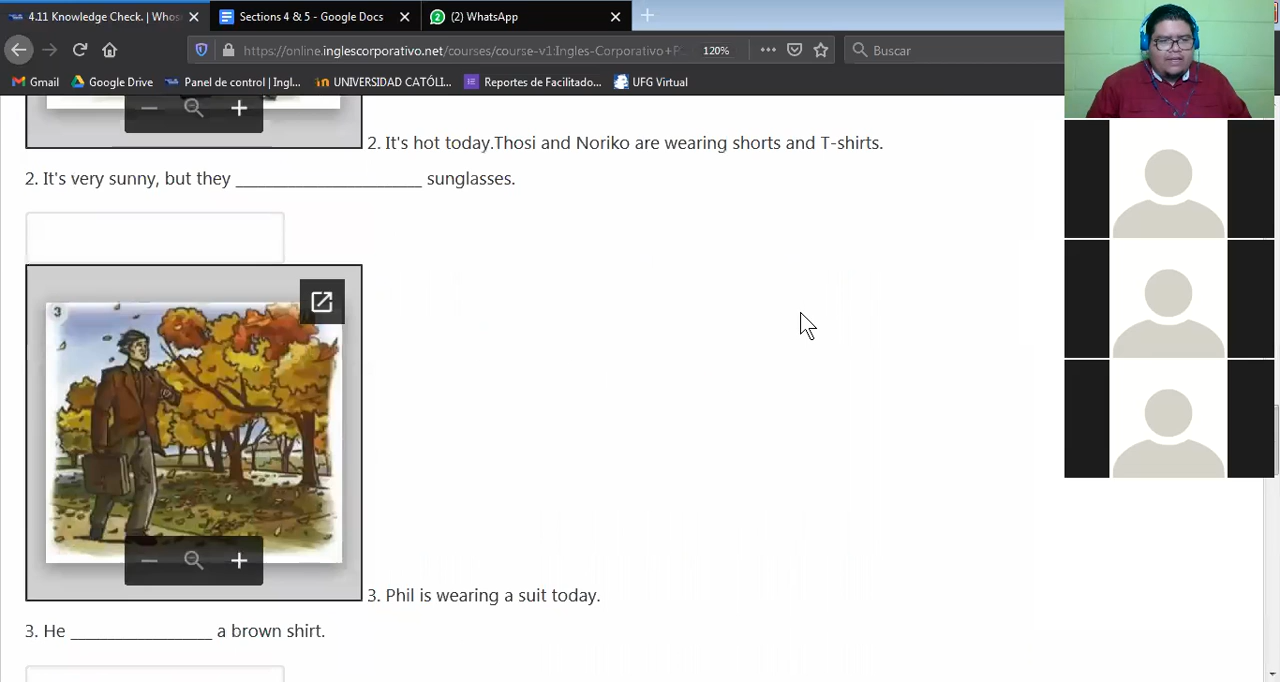 4.11 Knowledge Check. | Whos
Sections 4 & 5 - Google Docs
(2) WhatsApp
https://online.inglescorporativo.net/courses/course-v1:Ingles-Corporativo+P
120%
Buscar
Gmail
Google Drive
Panel de control | Ingl...
UNIVERSIDAD CATÓLI...
Reportes de Facilitado...
UFG Virtual
2. It's hot today.Thosi and Noriko are wearing shorts and T-shirts.
2. It's very sunny, but they _____________________ sunglasses.
3
3. Phil is wearing a suit today.
3. He ________________ a brown shirt.